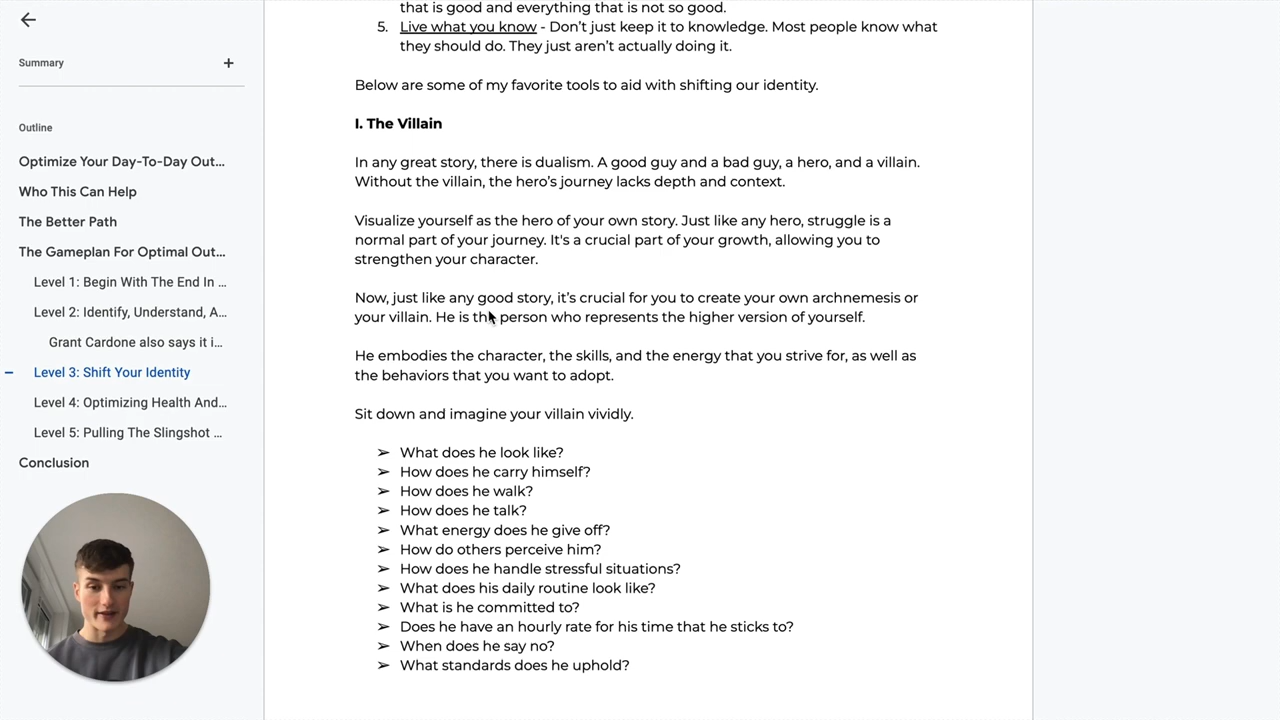 Summary
+
Outline
Optimize Your Day-To-Day Out...
Who This Can Help
The Better Path
The Gameplan For Optimal Out...
Level 1: Begin With The End In ...
Level 2: Identify, Understand, A...
Grant Cardone also says it i...
Level 3: Shift Your Identity
Level 4: Optimizing Health And...
Level 5: Pulling The Slingshot ...
Conclusion
that is good and everything that is not so good.
5. Live what you know - Don’t just keep it to knowledge. Most people know what
they should do. They just aren’t actually doing it.
Below are some of my favorite tools to aid with shifting our identity.
I. The Villain
In any great story, there is dualism. A good guy and a bad guy, a hero, and a villain.
Without the villain, the hero’s journey lacks depth and context.
Visualize yourself as the hero of your own story. Just like any hero, struggle is a
normal part of your journey. It's a crucial part of your growth, allowing you to
strengthen your character.
Now, just like any good story, it’s crucial for you to create your own archnemesis or
your villain. He is the person who represents the higher version of yourself.
He embodies the character, the skills, and the energy that you strive for, as well as
the behaviors that you want to adopt.
Sit down and imagine your villain vividly.
➢ What does he look like?
➢ How does he carry himself?
➢ How does he walk?
➢ How does he talk?
➢ What energy does he give off?
➢ How do others perceive him?
➢ How does he handle stressful situations?
➢ What does his daily routine look like?
➢ What is he committed to?
➢ Does he have an hourly rate for his time that he sticks to?
➢ When does he say no?
➢ What standards does he uphold?